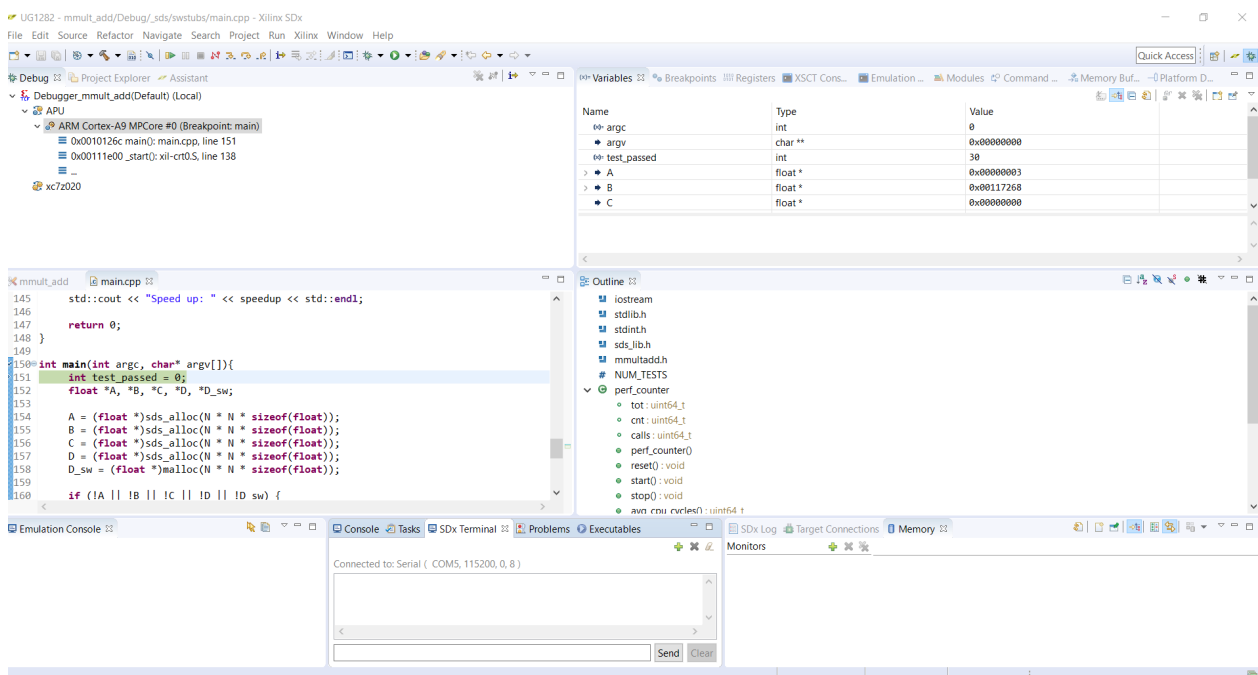 UG1282 - mmult_add/Debug/_sds/swstubs/main.cpp - Xilinx SDx
File Edit Source Refactor Navigate Search Project Run Xilinx Window Help
Quick Access
Debug Project Explorer Assistant
Debugger_mmult_add(Default) (Local)
APU
ARM Cortex-A9 MPCore #0 (Breakpoint: main)
0x0010126c main(): main.cpp, line 151
0x00111e00 _start(): xil-crt0.S, line 138
...
xc7z020
Variables Breakpoints Registers XSCT Cons... Emulation ... Modules Command ... Memory Buf... Platform D...
Name Type Value
argc int 0
argv char ** 0x00000000
test_passed int 30
A float * 0x00000003
B float * 0x00117268
C float * 0x00000000
mmult_add main.cpp
145 std::cout << "Speed up: " << speedup << std::endl;
146
147 return 0;
148 }
149
150 int main(int argc, char* argv[]){
151 int test_passed = 0;
152 float *A, *B, *C, *D, *D_sw;
153
154 A = (float *)sds_alloc(N * N * sizeof(float));
155 B = (float *)sds_alloc(N * N * sizeof(float));
156 C = (float *)sds_alloc(N * N * sizeof(float));
157 D = (float *)sds_alloc(N * N * sizeof(float));
158 D_sw = (float *)malloc(N * N * sizeof(float));
159
160 if (!A || !B || !C || !D || !D_sw) {
Outline
iostream
stdlib.h
stdint.h
sds_lib.h
mmultadd.h
# NUM_TESTS
perf_counter
tot : uint64_t
cnt : uint64_t
calls : uint64_t
perf_counter()
reset() : void
start() : void
stop() : void
avg_cpu_cycles() : uint64_t
Emulation Console
Console Tasks SDx Terminal Problems Executables
Connected to: Serial ( COM5, 115200, 0, 8 )
Send Clear
SDx Log Target Connections Memory
Monitors